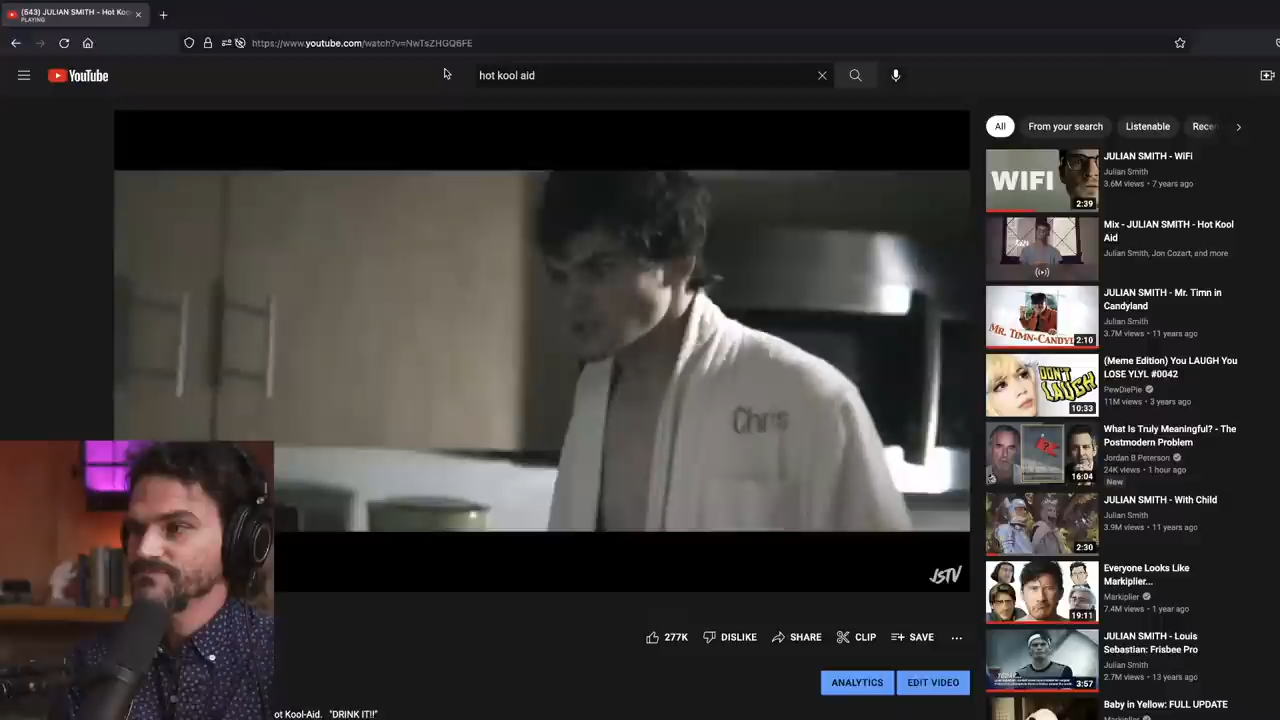 (543) JULIAN SMITH - Hot Koo
PLAYING
https://www.youtube.com/watch?v=NwTsZHGQ6FE
YouTube
hot kool aid
Chris
JSTV
277K
DISLIKE
SHARE
CLIP
SAVE
ANALYTICS
EDIT VIDEO
ot Kool-Aid. "DRINK IT!!"
All
From your search
Listenable
Recen
WIFI
2:39
JULIAN SMITH - WiFi
Julian Smith
3.6M views • 7 years ago
Mix - JULIAN SMITH - Hot Kool
Aid
Julian Smith, Jon Cozart, and more
MR. TIMN-CANDYL
2:10
JULIAN SMITH - Mr. Timn in
Candyland
Julian Smith
3.7M views • 11 years ago
DON'T
LAUGH
10:33
(Meme Edition) You LAUGH You
LOSE YLYL #0042
PewDiePie
11M views • 3 years ago
16:04
What Is Truly Meaningful? - The
Postmodern Problem
Jordan B Peterson
24K views • 1 hour ago
New
2:30
JULIAN SMITH - With Child
Julian Smith
3.9M views • 11 years ago
19:11
Everyone Looks Like
Markiplier...
Markiplier
7.4M views • 1 year ago
3:57
JULIAN SMITH - Louis
Sebastian: Frisbee Pro
Julian Smith
2.7M views • 13 years ago
Baby in Yellow: FULL UPDATE
Markiplier